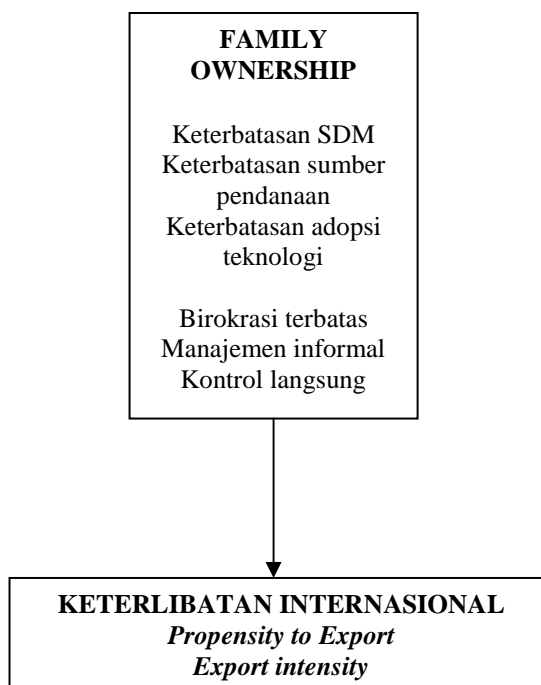 FAMILY
OWNERSHIP
Keterbatasan SDM
Keterbatasan sumber
pendanaan
Keterbatasan adopsi
teknologi
Birokrasi terbatas
Manajemen informal
Kontrol langsung
KETERLIBATAN INTERNASIONAL
Propensity to Export
Export intensity